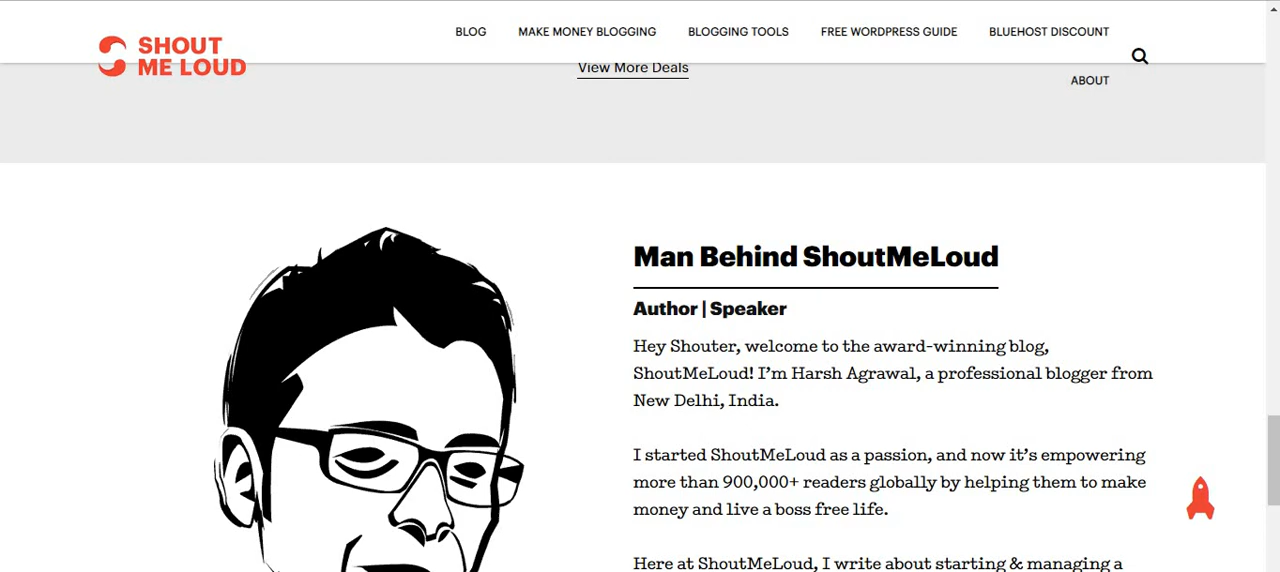 SHOUT
ME LOUD
BLOG MAKE MONEY BLOGGING BLOGGING TOOLS FREE WORDPRESS GUIDE BLUEHOST DISCOUNT
ABOUT
View More Deals
Man Behind ShoutMeLoud
Author | Speaker
Hey Shouter, welcome to the award-winning blog,
ShoutMeLoud! I’m Harsh Agrawal, a professional blogger from
New Delhi, India.
I started ShoutMeLoud as a passion, and now it’s empowering
more than 900,000+ readers globally by helping them to make
money and live a boss free life.
Here at ShoutMeLoud, I write about starting & managing a